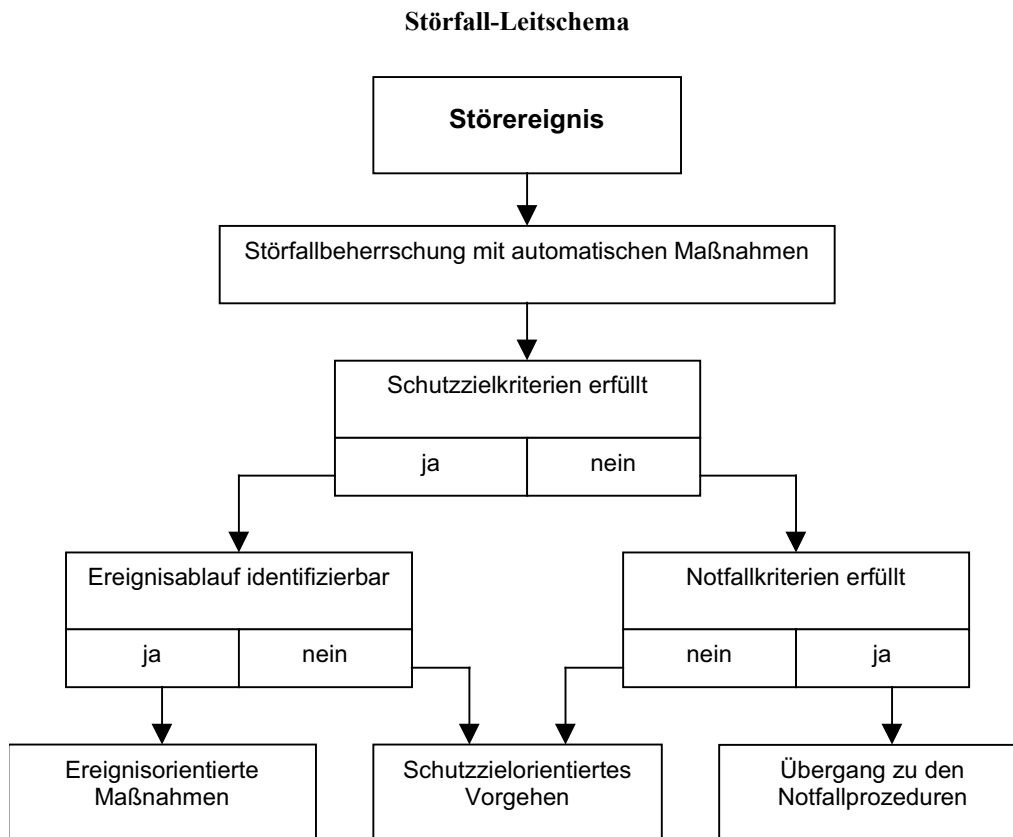 Störfall-Leitschema
Störereignis
Störfallbeherrschung mit automatischen Maßnahmen
Schutzzielkriterien erfüllt
ja
nein
Ereignisablauf identifizierbar
ja
nein
Notfallkriterien erfüllt
nein
ja
Ereignisorientierte
Maßnahmen
Schutzzielorientiertes
Vorgehen
Übergang zu den
Notfallprozeduren